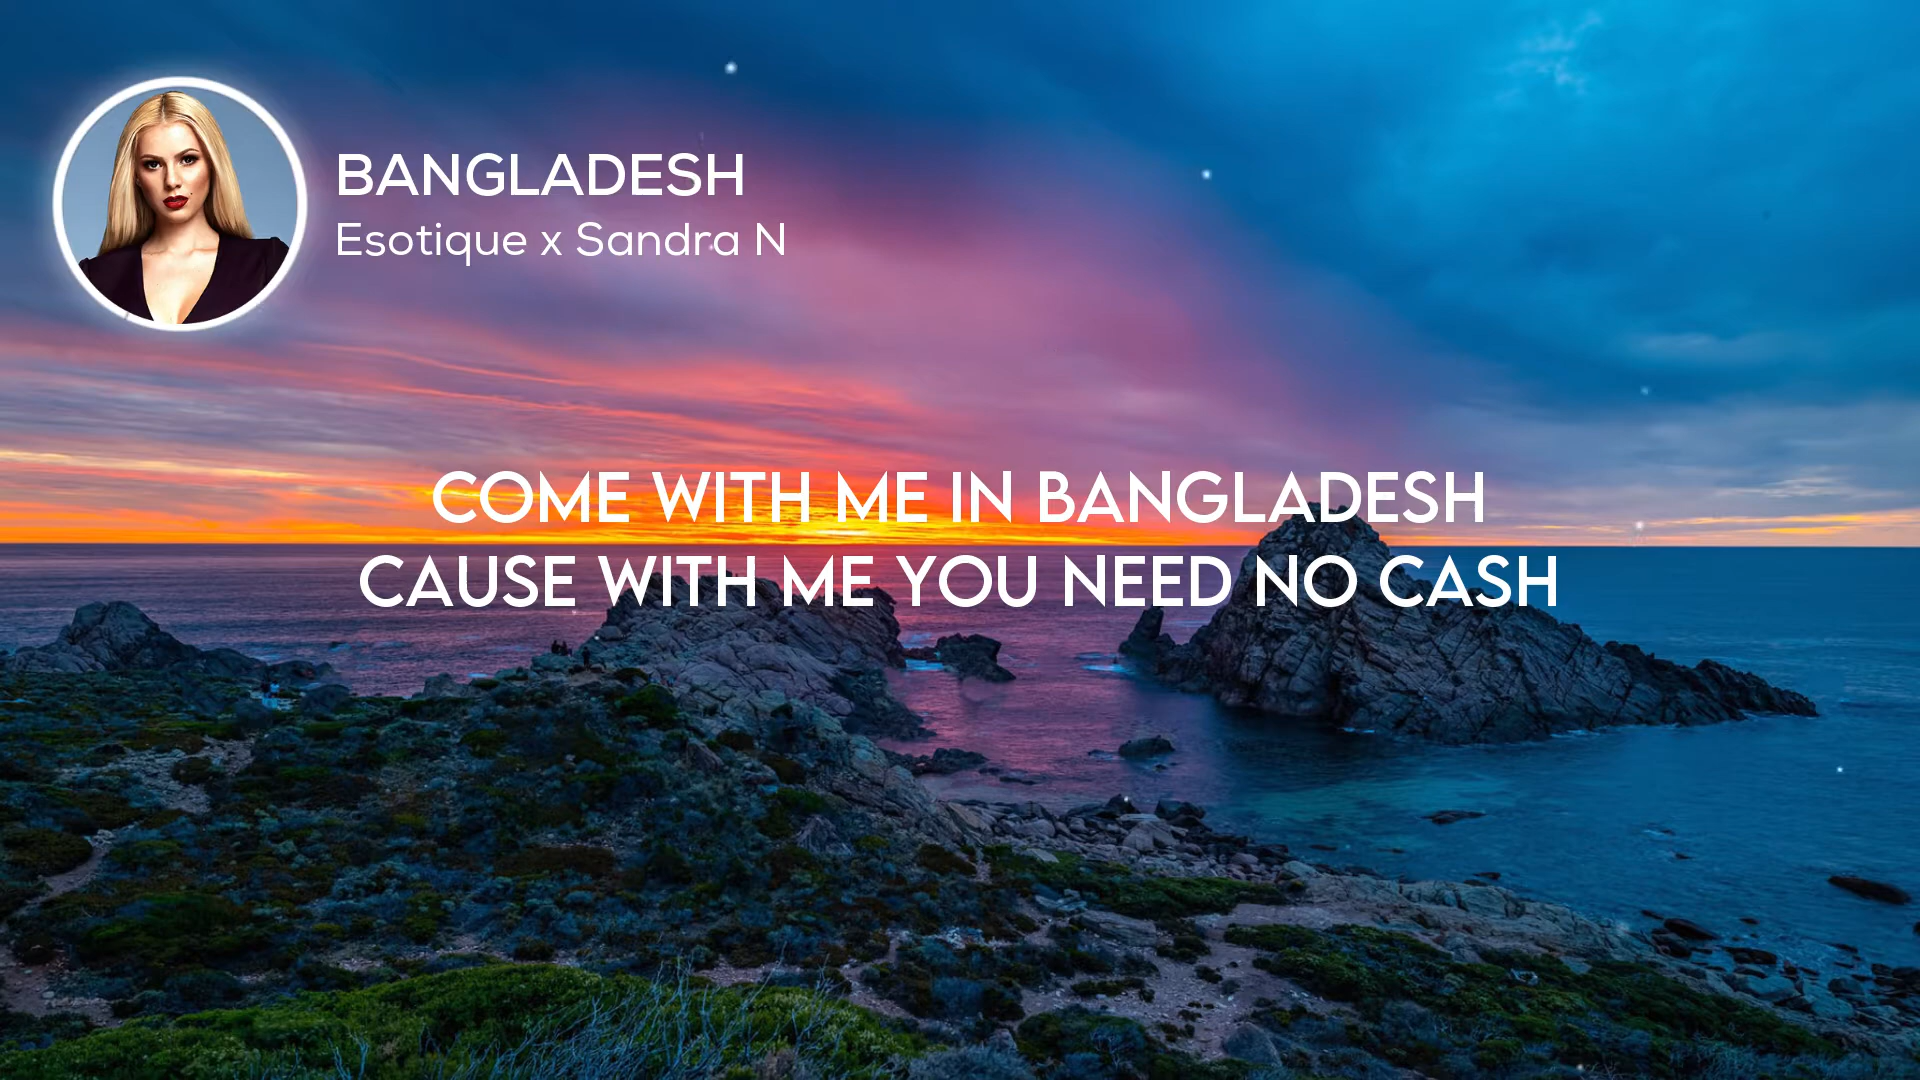 BANGLADESH
Esotique x Sandra N
COME WITH ME IN BANGLADESH
CAUSE WITH ME YOU NEED NO CASH